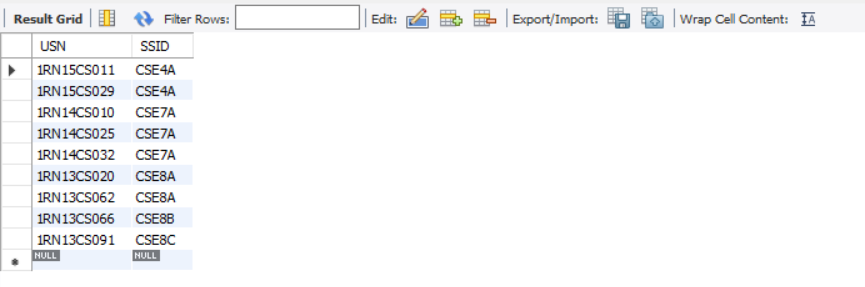 Result Grid Filter Rows: Edit: Export/Import: Wrap Cell Content: IA
USN SSID
1RN15CS011 CSE4A
1RN15CS029 CSE4A
1RN14CS010 CSE7A
1RN14CS025 CSE7A
1RN14CS032 CSE7A
1RN13CS020 CSE8A
1RN13CS062 CSE8A
1RN13CS066 CSE8B
1RN13CS091 CSE8C
NULL NULL